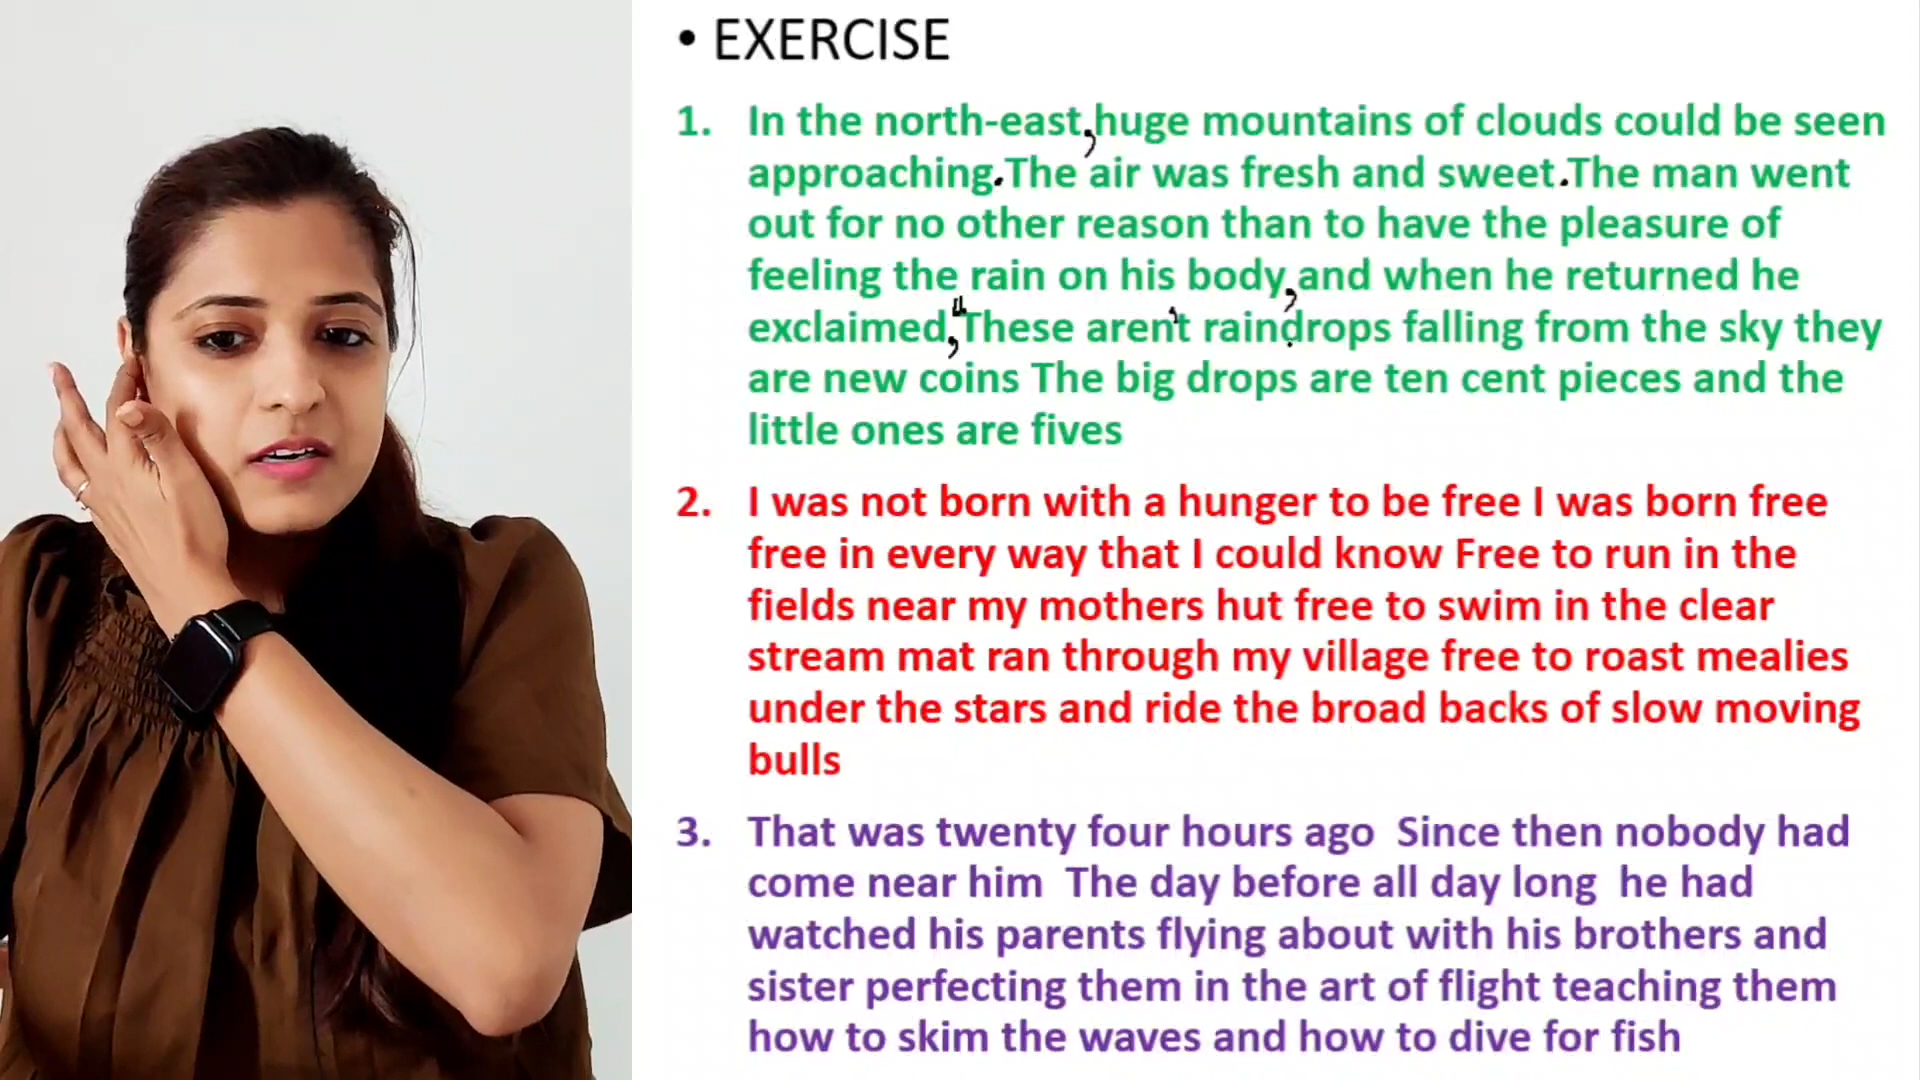 • EXERCISE
1. In the north-east,huge mountains of clouds could be seen
approaching.The air was fresh and sweet.The man went
out for no other reason than to have the pleasure of
feeling the rain on his body,and when he returned he
exclaimed,"These aren't raindrops falling from the sky they
are new coins The big drops are ten cent pieces and the
little ones are fives
2. I was not born with a hunger to be free I was born free
free in every way that I could know Free to run in the
fields near my mothers hut free to swim in the clear
stream mat ran through my village free to roast mealies
under the stars and ride the broad backs of slow moving
bulls
3. That was twenty four hours ago  Since then nobody had
come near him  The day before all day long  he had
watched his parents flying about with his brothers and
sister perfecting them in the art of flight teaching them
how to skim the waves and how to dive for fish